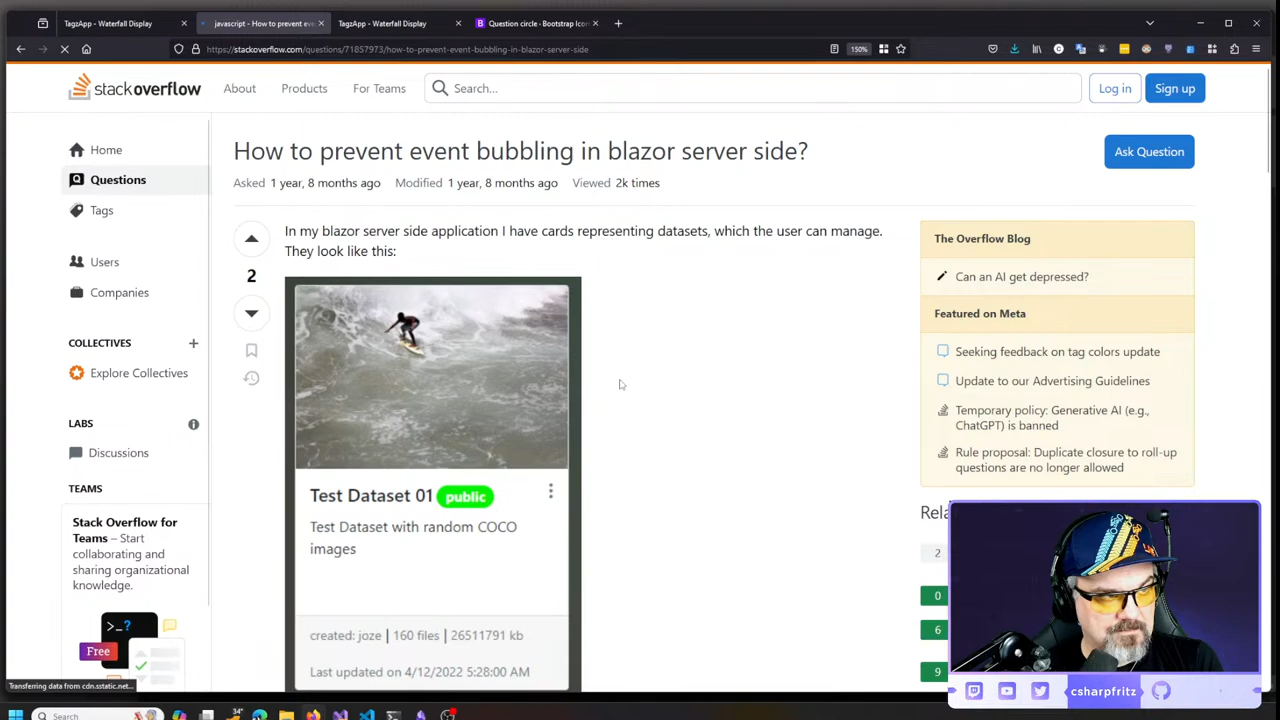 TagzApp - Waterfall Display
javascript - How to prevent eve
TagzApp - Waterfall Display
Question circle · Bootstrap Icon
https://stackoverflow.com/questions/71857973/how-to-prevent-event-bubbling-in-blazor-server-side
150%
stackoverflow
About
Products
For Teams
Search...
Log in
Sign up
Home
Questions
Tags
Users
Companies
COLLECTIVES
Explore Collectives
LABS
Discussions
TEAMS
Stack Overflow for
Teams – Start
collaborating and
sharing organizational
knowledge.
>_?
Free
Transferring data from cdn.sstatic.net...
How to prevent event bubbling in blazor server side?
Ask Question
Asked 1 year, 8 months ago Modified 1 year, 8 months ago Viewed 2k times
2
In my blazor server side application I have cards representing datasets, which the user can manage.
They look like this:
Test Dataset 01 public
Test Dataset with random COCO
images
created: joze | 160 files | 26511791 kb
Last updated on 4/12/2022 5:28:00 AM
The Overflow Blog
Can an AI get depressed?
Featured on Meta
Seeking feedback on tag colors update
Update to our Advertising Guidelines
Temporary policy: Generative AI (e.g.,
ChatGPT) is banned
Rule proposal: Duplicate closure to roll-up
questions are no longer allowed
Rela
2
0
6
9
csharpfritz
Search
34°